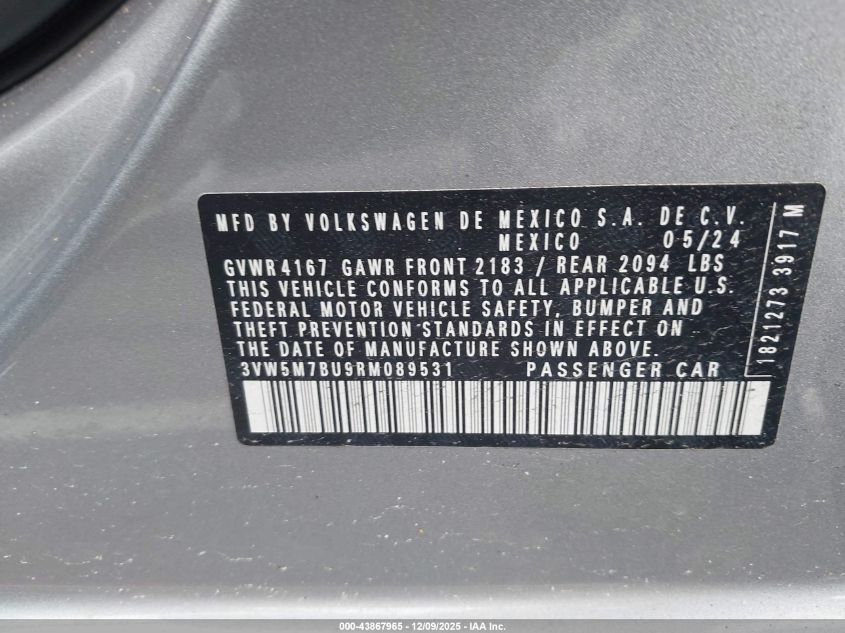 MFD BY VOLKSWAGEN DE MEXICO S.A. DE C.V.
MEXICO 05/24
GVWR 4167 GAWR FRONT 2183 / REAR 2094 LBS
THIS VEHICLE CONFORMS TO ALL APPLICABLE U.S.
FEDERAL MOTOR VEHICLE SAFETY, BUMPER AND
THEFT PREVENTION STANDARDS IN EFFECT ON
THE DATE OF MANUFACTURE SHOWN ABOVE.
3VW5M7BU9RM089531 PASSENGER CAR
1821273 3917 M
000-43867965 | 12/09/2025 - IAA Inc.